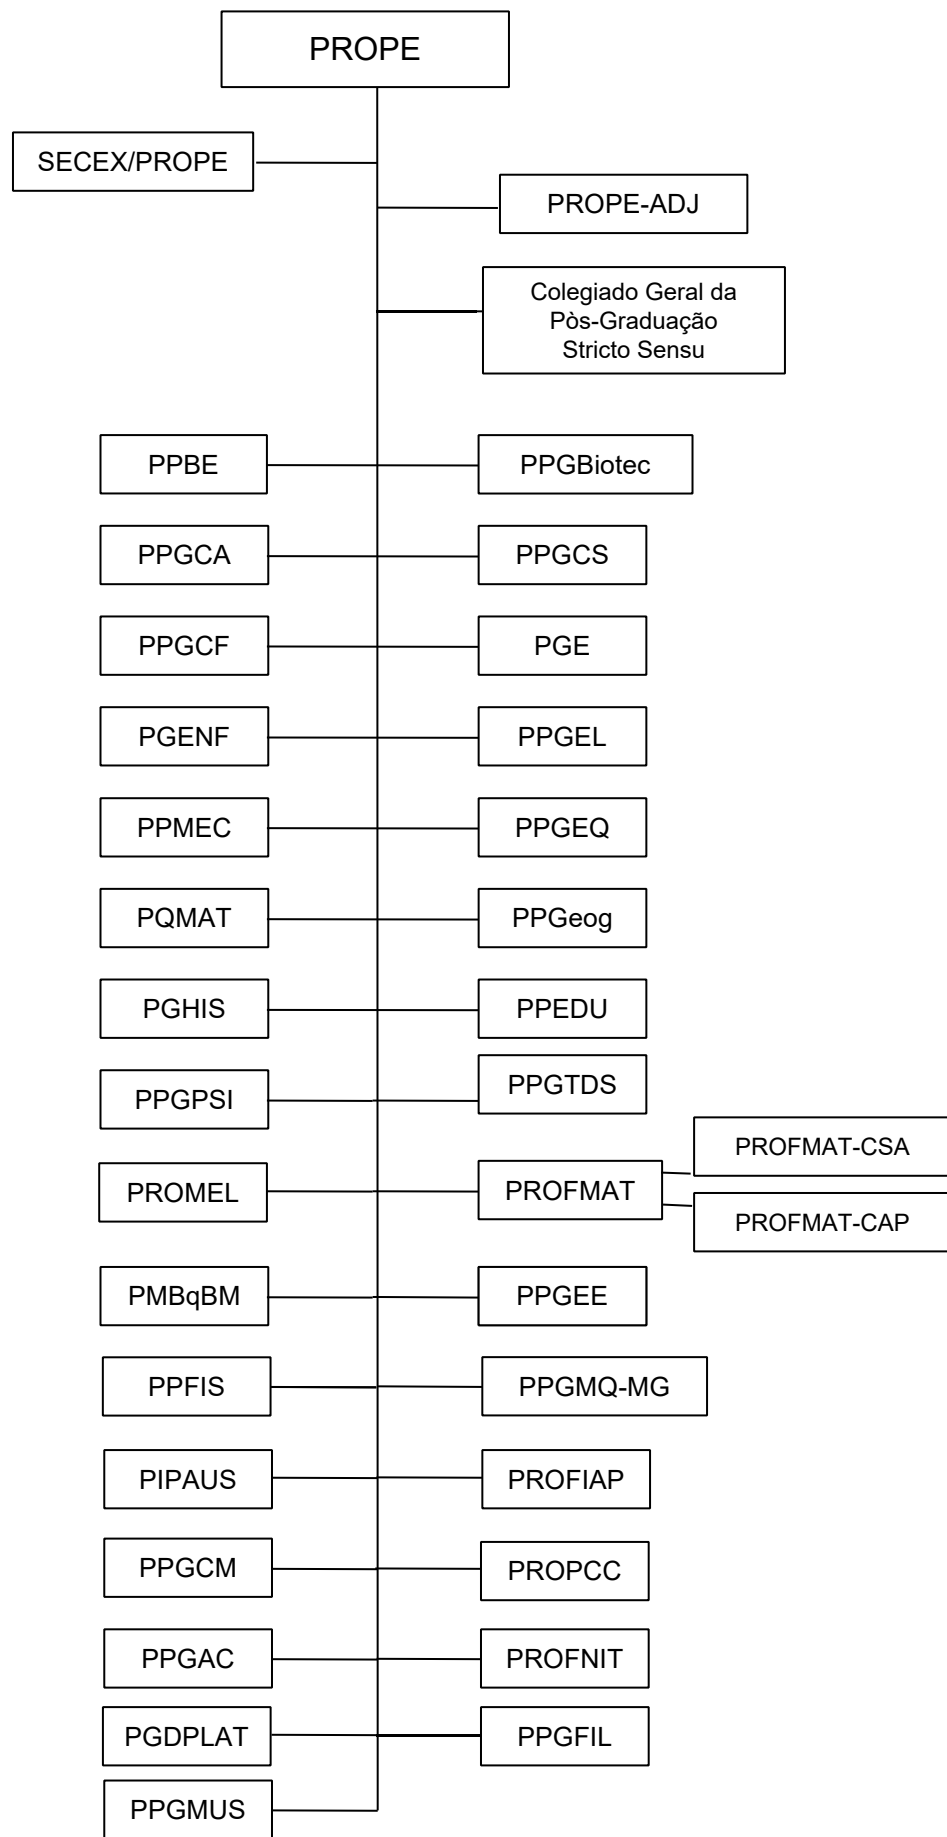 PROPE
SECEX/PROPE
PROPE-ADJ
Colegiado Geral da
Pòs-Graduação
Stricto Sensu
PPBE
PPGBiotec
PPGCA
PPGCS
PPGCF
PGE
PGENF
PPGEL
PPMEC
PPGEQ
PQMAT
PPGeog
PGHIS
PPEDU
PPGPSI
PPGTDS
PROFMAT-CSA
PROMEL
PROFMAT
PROFMAT-CAP
PMBqBM
PPGEE
PPFIS
PPGMQ-MG
PIPAUS
PROFIAP
PPGCM
PROPCC
PPGAC
PROFNIT
PGDPLAT
PPGFIL
PPGMUS